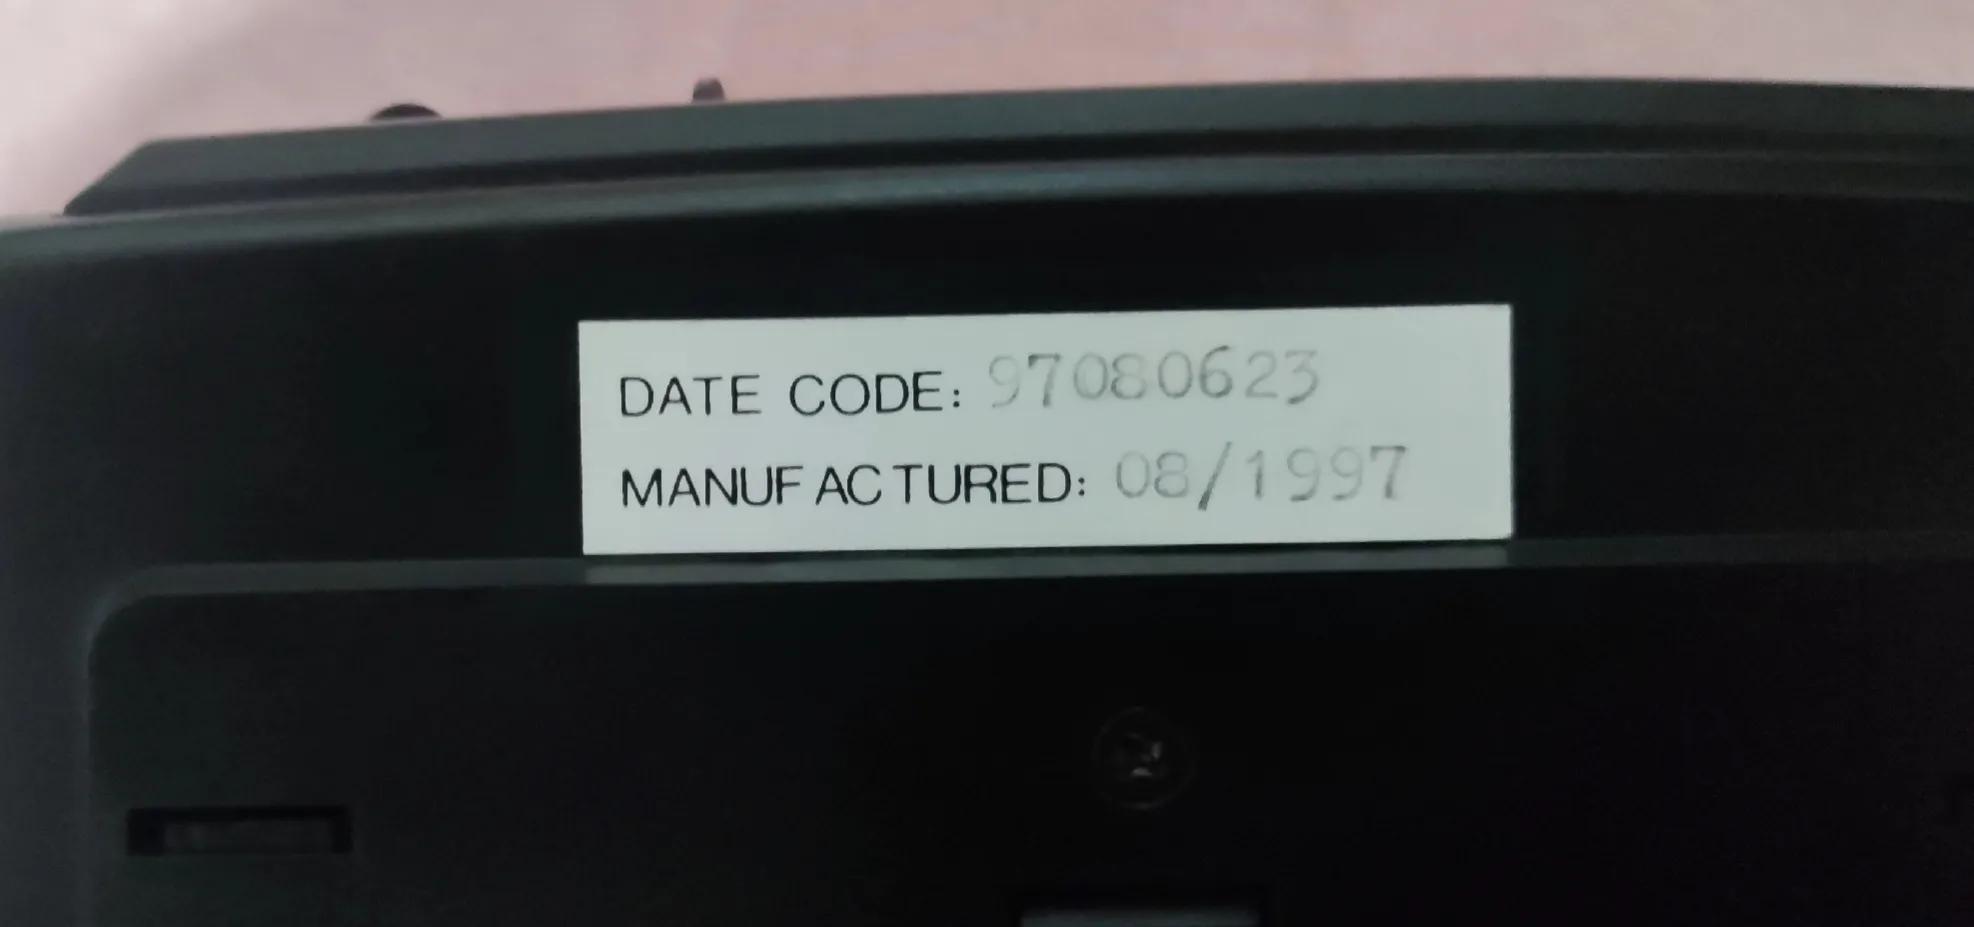 DATE CODE: 97080623
MANUFACTURED: 08/1997